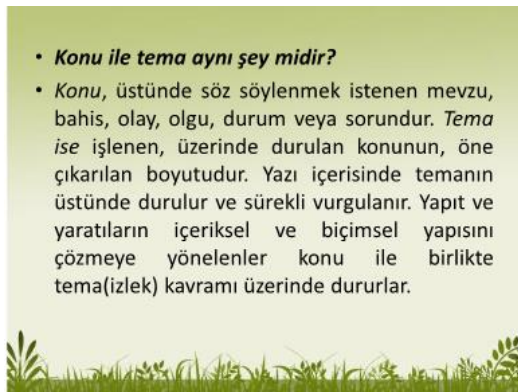 • Konu ile tema aynı şey midir?
• Konu, üstünde söz söylenmek istenen mevzu,
bahis, olay, olgu, durum veya sorundur. Tema
ise işlenen, üzerinde durulan konunun, öne
çıkarılan boyutudur. Yazı içerisinde temanın
üstünde durulur ve sürekli vurgulanır. Yapıt ve
yaratıların içeriksel ve biçimsel yapısını
çözmeye yönelenler konu ile birlikte
tema(izlek) kavramı üzerinde dururlar.